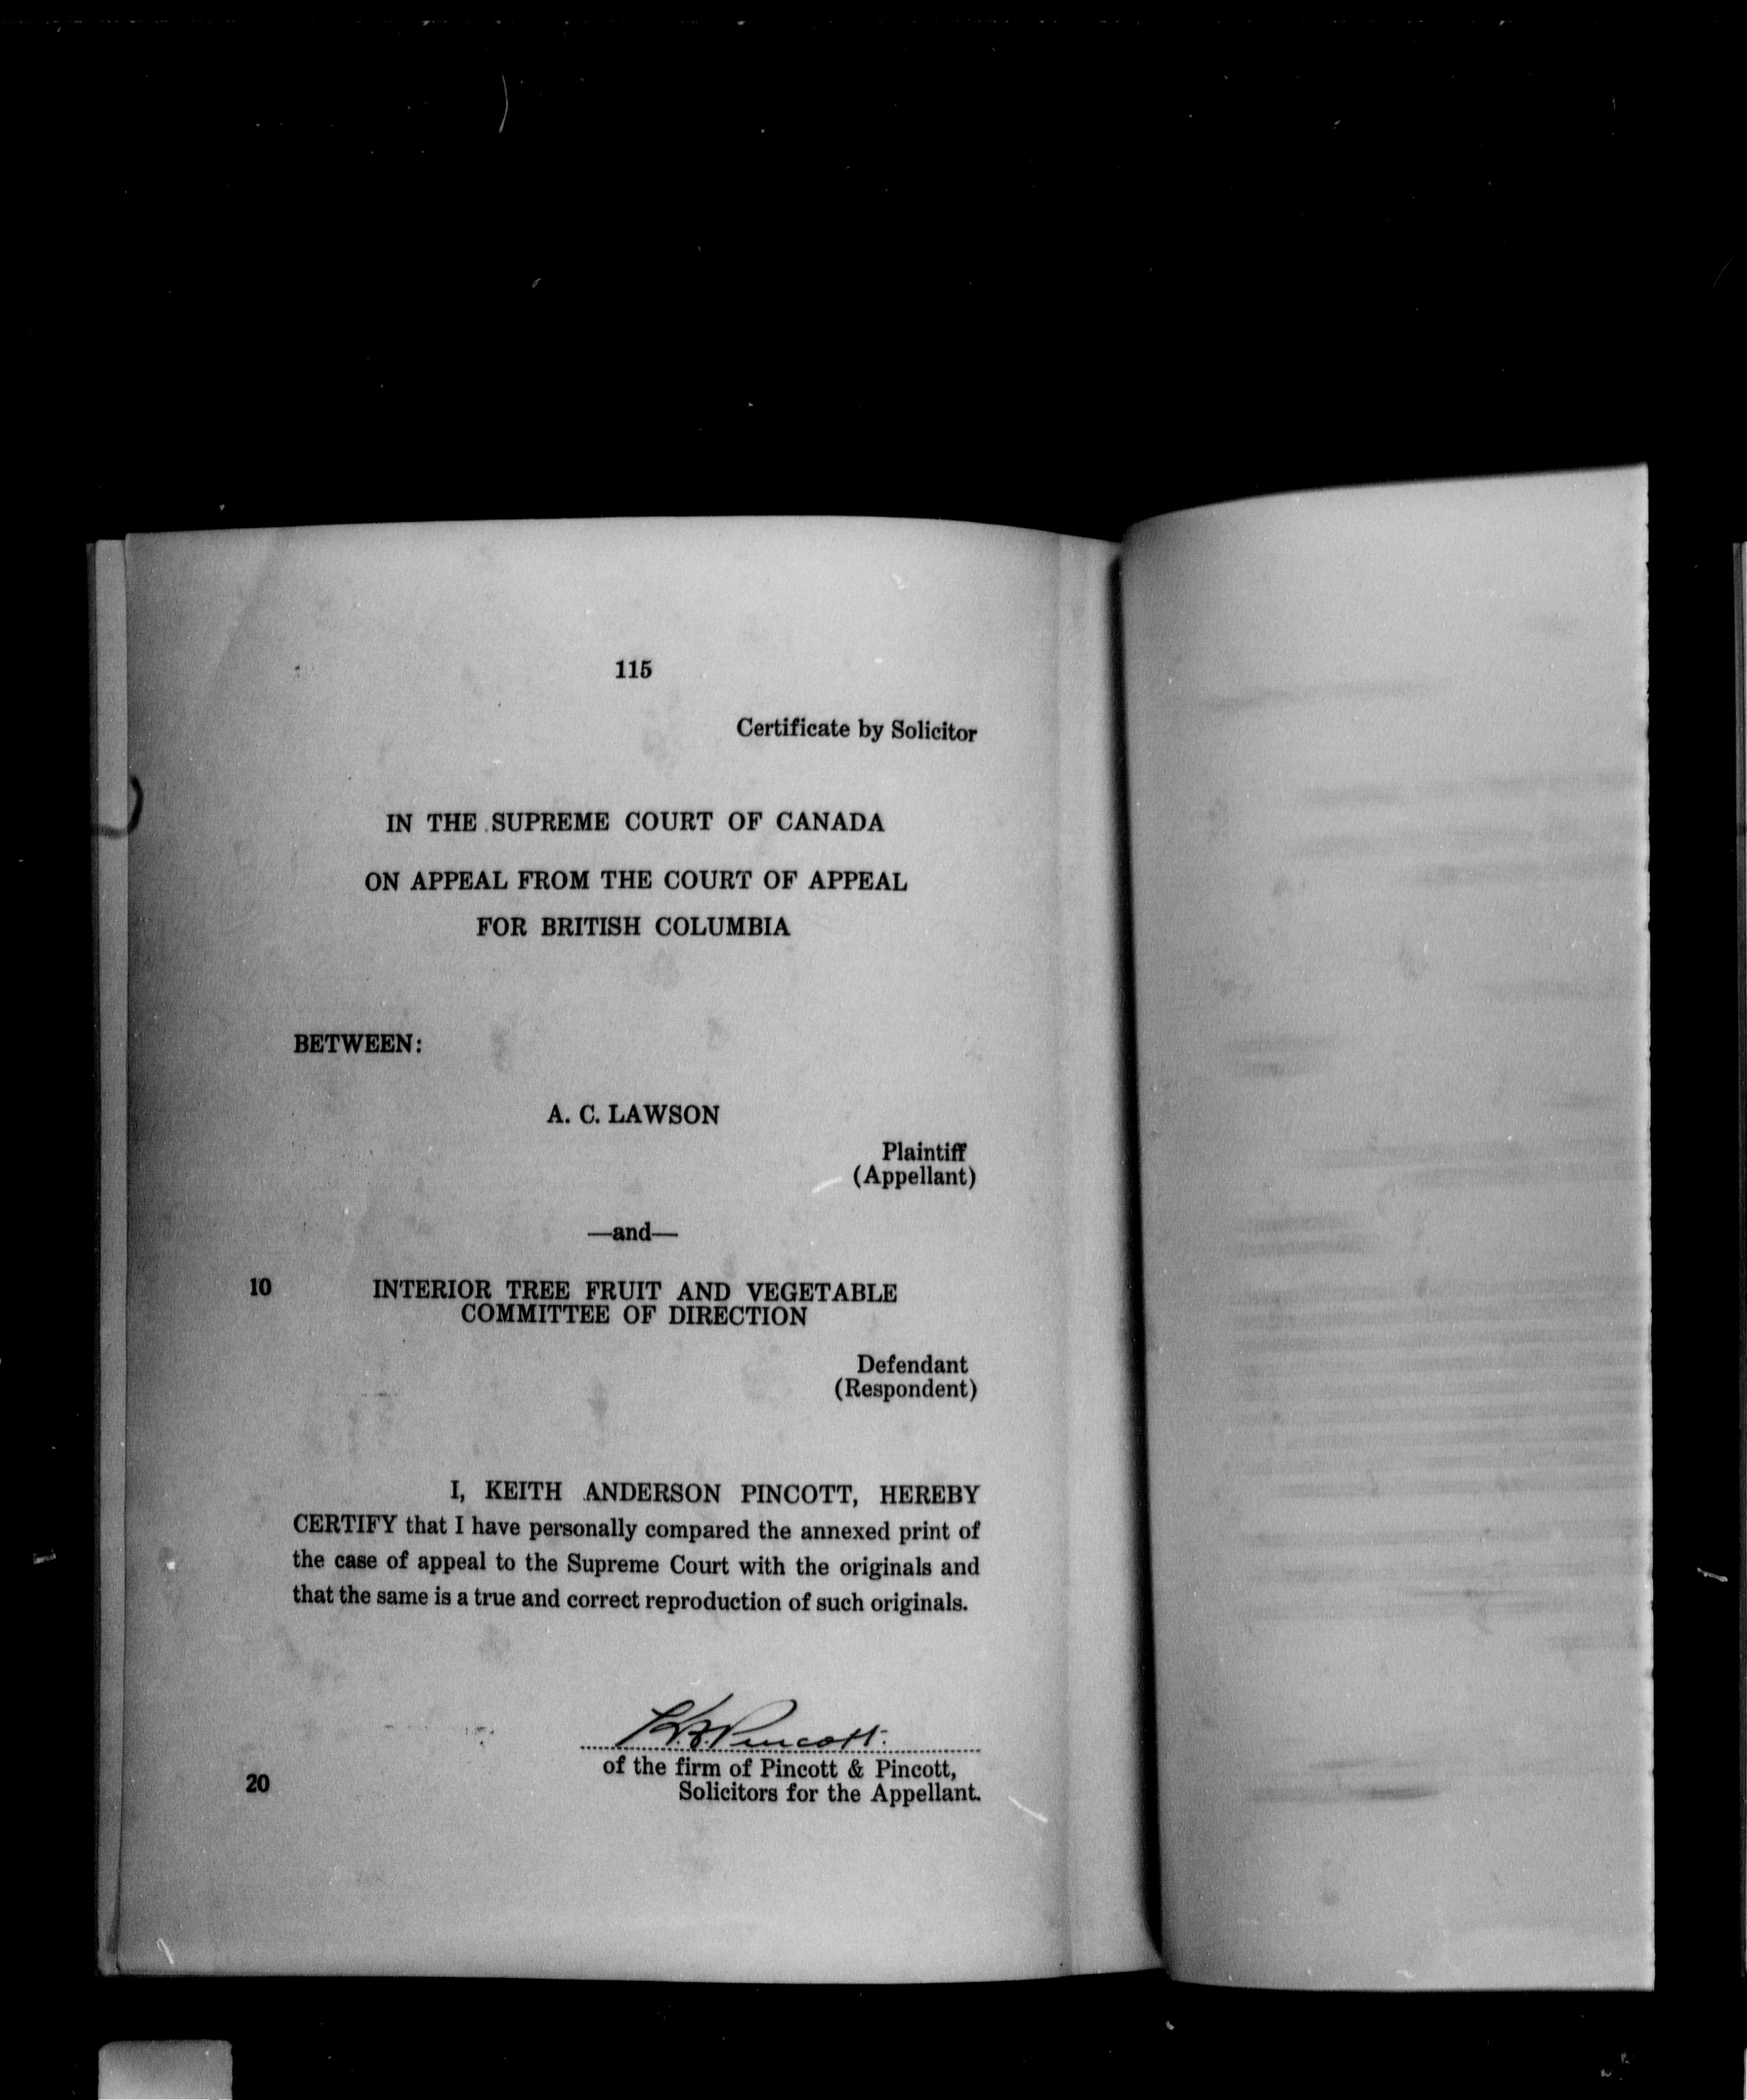 115
Certificate by Solicitor
IN THE SUPREME COURT OF CANADA
ON APPEAL FROM THE COURT OF APPEAL
FOR BRITISH COLUMBIA
BETWEEN:
A. C. LAWSON
Plaintiff
(Appellant)
—and—
10 INTERIOR TREE FRUIT AND VEGETABLE
COMMITTEE OF DIRECTION
Defendant
(Respondent)
I, KEITH ANDERSON PINCOTT, HEREBY
CERTIFY that I have personally compared the annexed print of
the case of appeal to the Supreme Court with the originals and
that the same is a true and correct reproduction of such originals.
K.A. Pincott.
of the firm of Pincott & Pincott,
20 Solicitors for the Appellant.